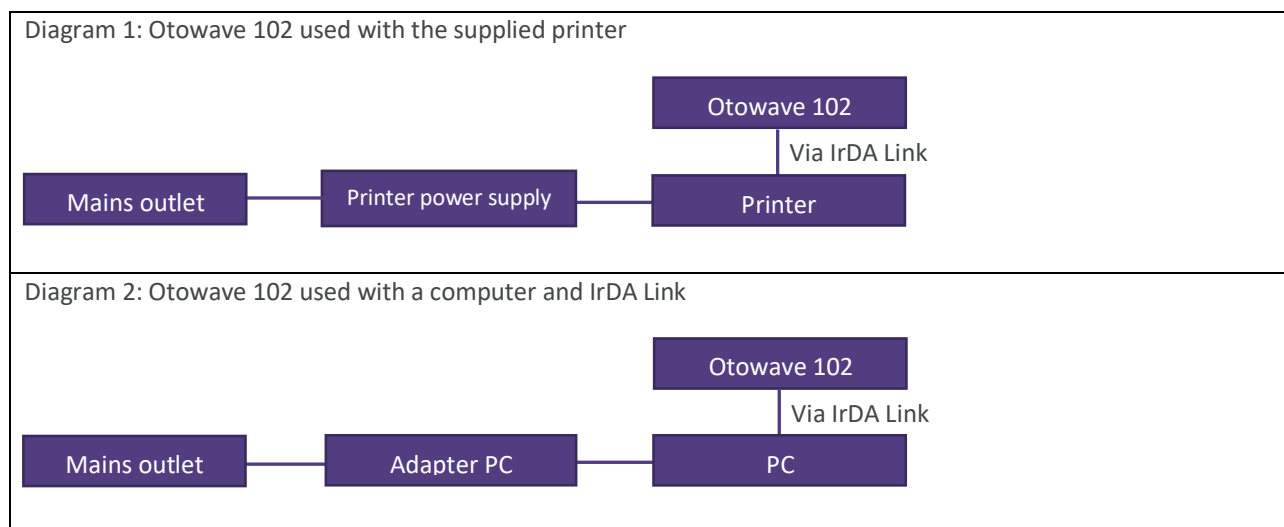 Diagram 1: Otowave 102 used with the supplied printer
Otowave 102
Via IrDA Link
Mains outlet
Printer power supply
Printer
Diagram 2: Otowave 102 used with a computer and IrDA Link
Otowave 102
Via IrDA Link
Mains outlet
Adapter PC
PC